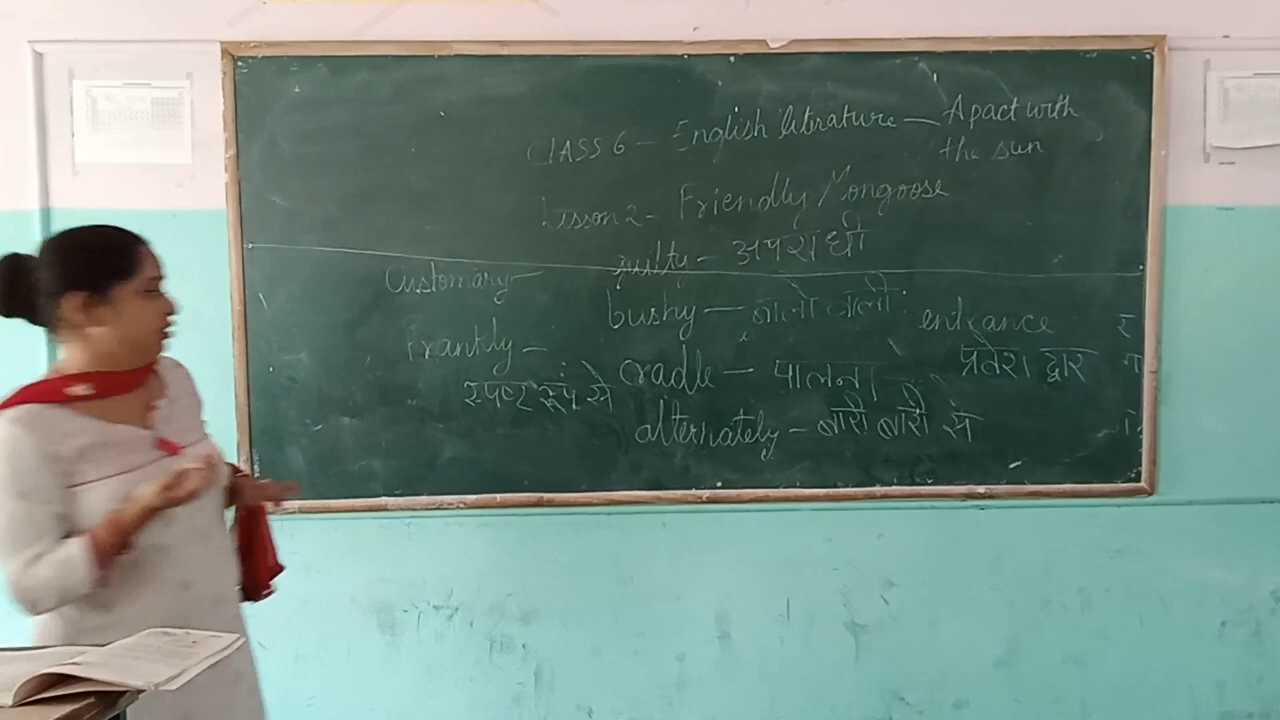 CLASS 6 - English literature - A pact with
the sun
Lesson 2 - Friendly Mongoose
guilty - अपराधी
Customary -
bushy - बालो वाली
entrance
प्रवेश द्वार
frankly -
स्पष्ट रूप से
cradle - पालना
alternately - बारी बारी से